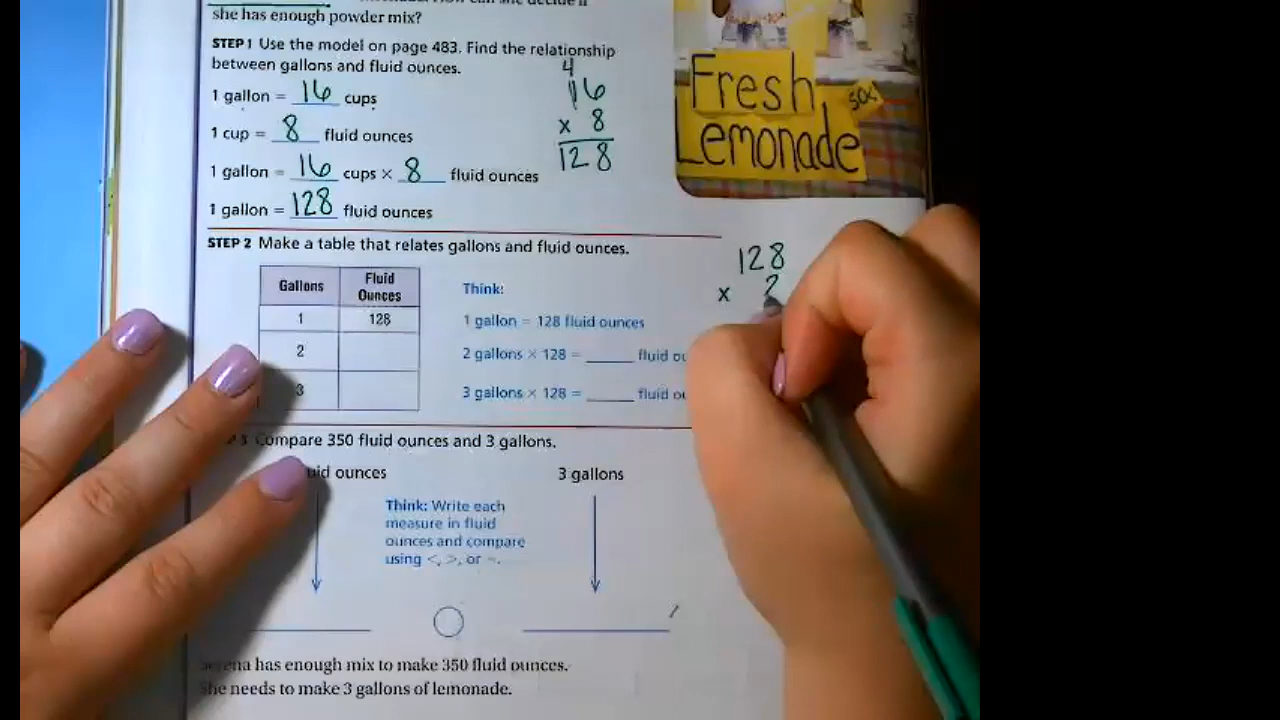 she has enough powder mix?
STEP 1 Use the model on page 483. Find the relationship
between gallons and fluid ounces.
1 gallon = 16 cups
1 cup = 8 fluid ounces
1 gallon = 16 cups × 8 fluid ounces
1 gallon = 128 fluid ounces
4
16
x 8
128
Fresh
Lemonade
50¢
STEP 2 Make a table that relates gallons and fluid ounces.
Gallons
Fluid
Ounces
1 128
2
3
Think:
1 gallon = 128 fluid ounces
2 gallons × 128 = ______ fluid
3 gallons × 128 = ______ fluid
128
x 2
Compare 350 fluid ounces and 3 gallons.
ounces
3 gallons
Think: Write each
measure in fluid
ounces and compare
using <, >, or =.
has enough mix to make 350 fluid ounces.
She needs to make 3 gallons of lemonade.